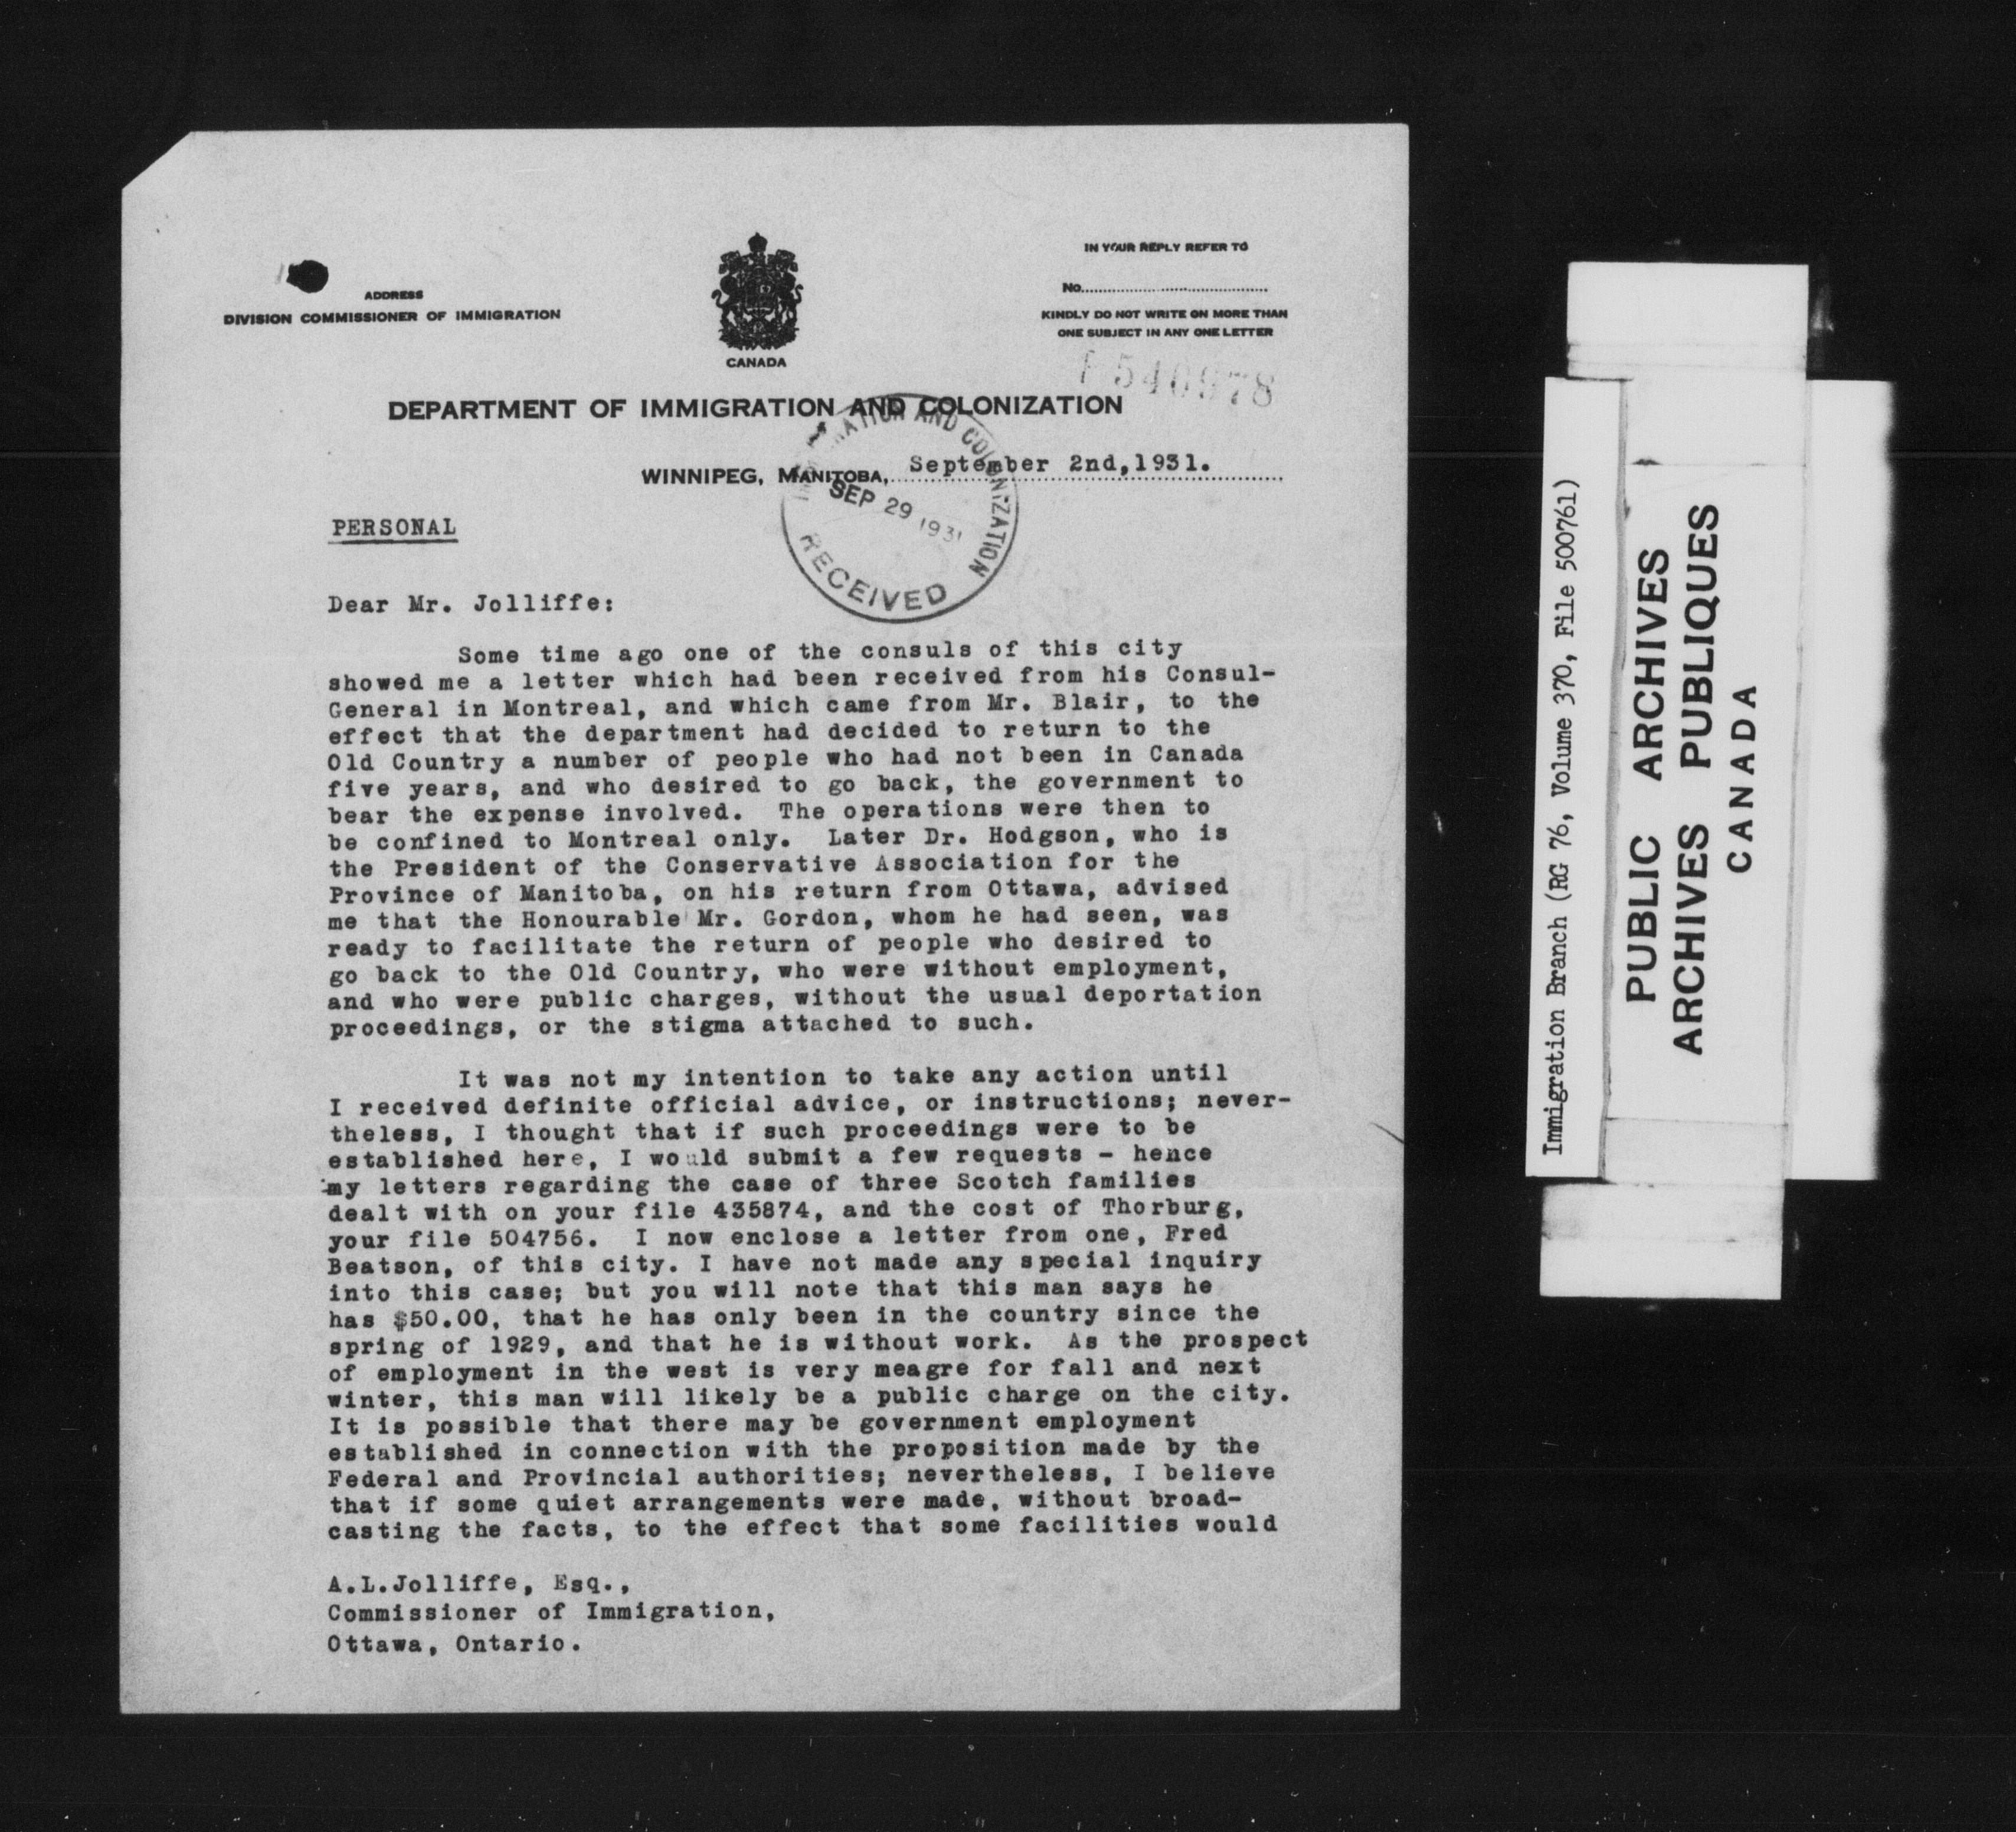 ADDRESS
DIVISION COMMISSIONER OF IMMIGRATION
CANADA
IN YOUR REPLY REFER TO
No.
KINDLY DO NOT WRITE ON MORE THAN
ONE SUBJECT IN ANY ONE LETTER
540978
DEPARTMENT OF IMMIGRATION AND COLONIZATION
WINNIPEG, MANITOBA, September 2nd,1931.
IMMIGRATION AND COLONIZATION
SEP 29 1931
RECEIVED
PERSONAL
Dear Mr. Jolliffe:
Some time ago one of the consuls of this city
showed me a letter which had been received from his Consul-
General in Montreal, and which came from Mr. Blair, to the
effect that the department had decided to return to the
Old Country a number of people who had not been in Canada
five years, and who desired to go back, the government to
bear the expense involved. The operations were then to
be confined to Montreal only. Later Dr. Hodgson, who is
the President of the Conservative Association for the
Province of Manitoba, on his return from Ottawa, advised
me that the Honourable Mr. Gordon, whom he had seen, was
ready to facilitate the return of people who desired to
go back to the Old Country, who were without employment,
and who were public charges, without the usual deportation
proceedings, or the stigma attached to such.
It was not my intention to take any action until
I received definite official advice, or instructions; never-
theless, I thought that if such proceedings were to be
established here, I would submit a few requests - hence
my letters regarding the case of three Scotch families
dealt with on your file 435874, and the cost of Thorburg,
your file 504756. I now enclose a letter from one, Fred
Beatson, of this city. I have not made any special inquiry
into this case; but you will note that this man says he
has $50.00, that he has only been in the country since the
spring of 1929, and that he is without work. As the prospect
of employment in the west is very meagre for fall and next
winter, this man will likely be a public charge on the city.
It is possible that there may be government employment
established in connection with the proposition made by the
Federal and Provincial authorities; nevertheless, I believe
that if some quiet arrangements were made, without broad-
casting the facts, to the effect that some facilities would
A.L.Jolliffe, Esq.,
Commissioner of Immigration,
Ottawa, Ontario.
Immigration Branch (RG 76, Volume 370, File 500761)
PUBLIC ARCHIVES
ARCHIVES PUBLIQUES
CANADA